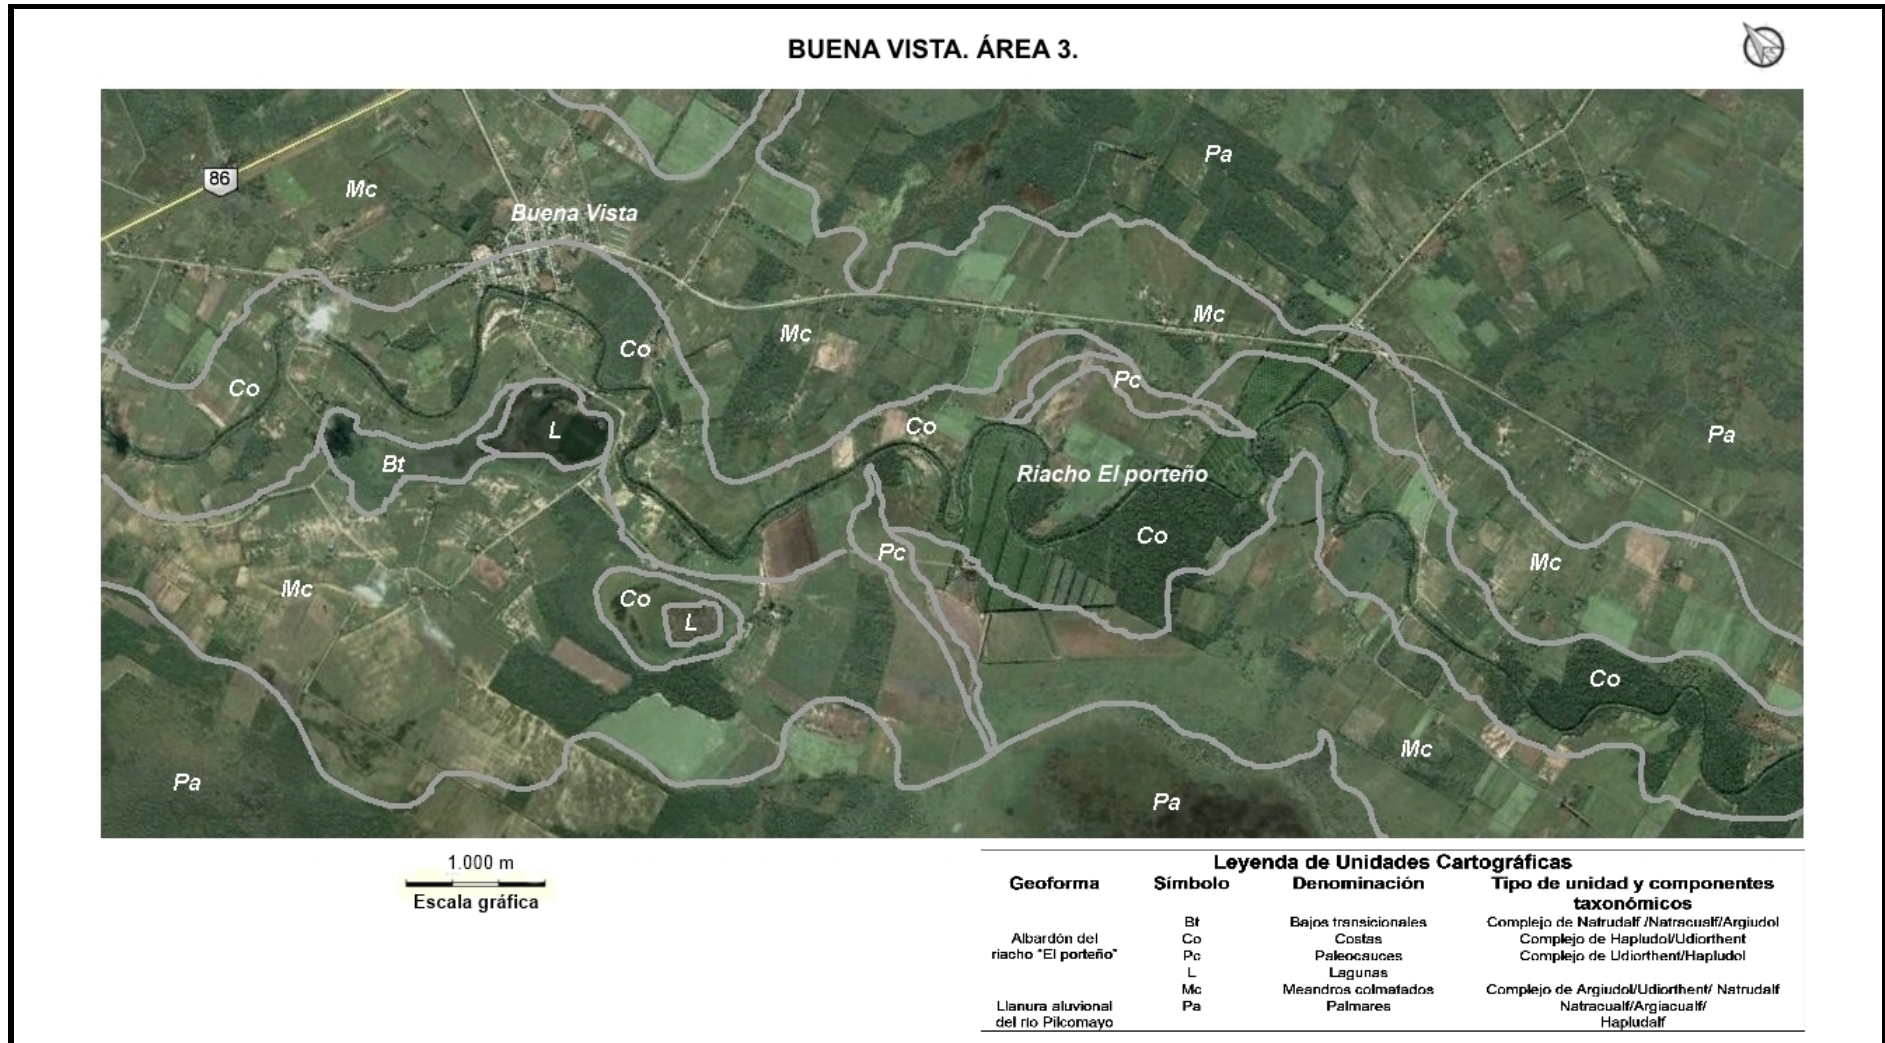 BUENA VISTA. ÁREA 3.
Pa
86
Mc
Buena Vista
Mc
Mc
Co
Co
Pc
Co
L
Pa
Bt
Riacho El porteño
Co
Pc
Mc
Mc
Co
L
Co
Mc
Pa
Pa
1.000 m
Escala gráfica
Leyenda de Unidades Cartográficas
Geoforma Símbolo Denominación Tipo de unidad y componentes
taxonómicos
Bt Bajos transicionales Complejo de Natrudalf /Natracualf/Argiudol
Albardón del Co Costas Complejo de Hapludol/Udiorthent
riacho "El porteño" Pc Paleocauces Complejo de Udiorthent/Hapludol
L Lagunas
Mc Meandros colmatados Complejo de Argiudol/Udiorthent/ Natrudalf
Llanura aluvional Pa Palmares Natracualf/Argiacualf/
del río Pilcomayo Hapludalf